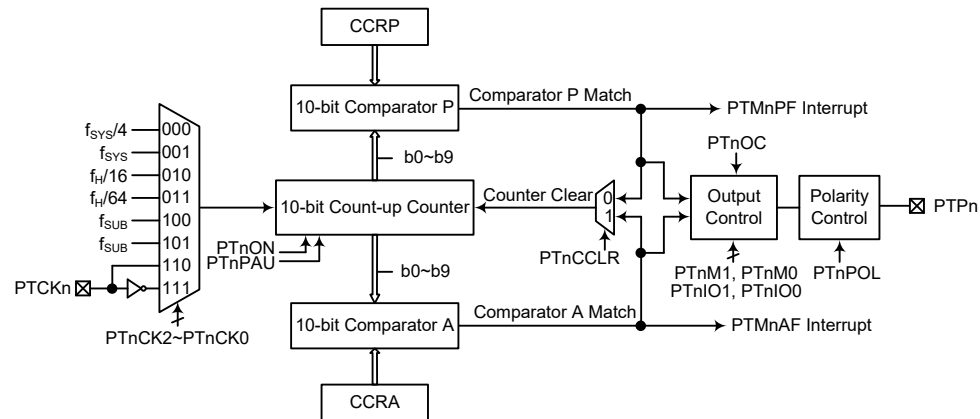 CCRP
10-bit Comparator P
Comparator P Match
PTMnPF Interrupt
b0~b9
PTnOC
fSYS/4
000
fSYS
001
fH/16
010
fH/64
011
fSUB
100
fSUB
101
110
111
PTCKn
PTnCK2~PTnCK0
10-bit Count-up Counter
PTnON
PTnPAU
Counter Clear
0
1
PTnCCLR
Output
Control
Polarity
Control
PTPn
PTnM1, PTnM0
PTnIO1, PTnIO0
PTnPOL
b0~b9
10-bit Comparator A
Comparator A Match
PTMnAF Interrupt
CCRA